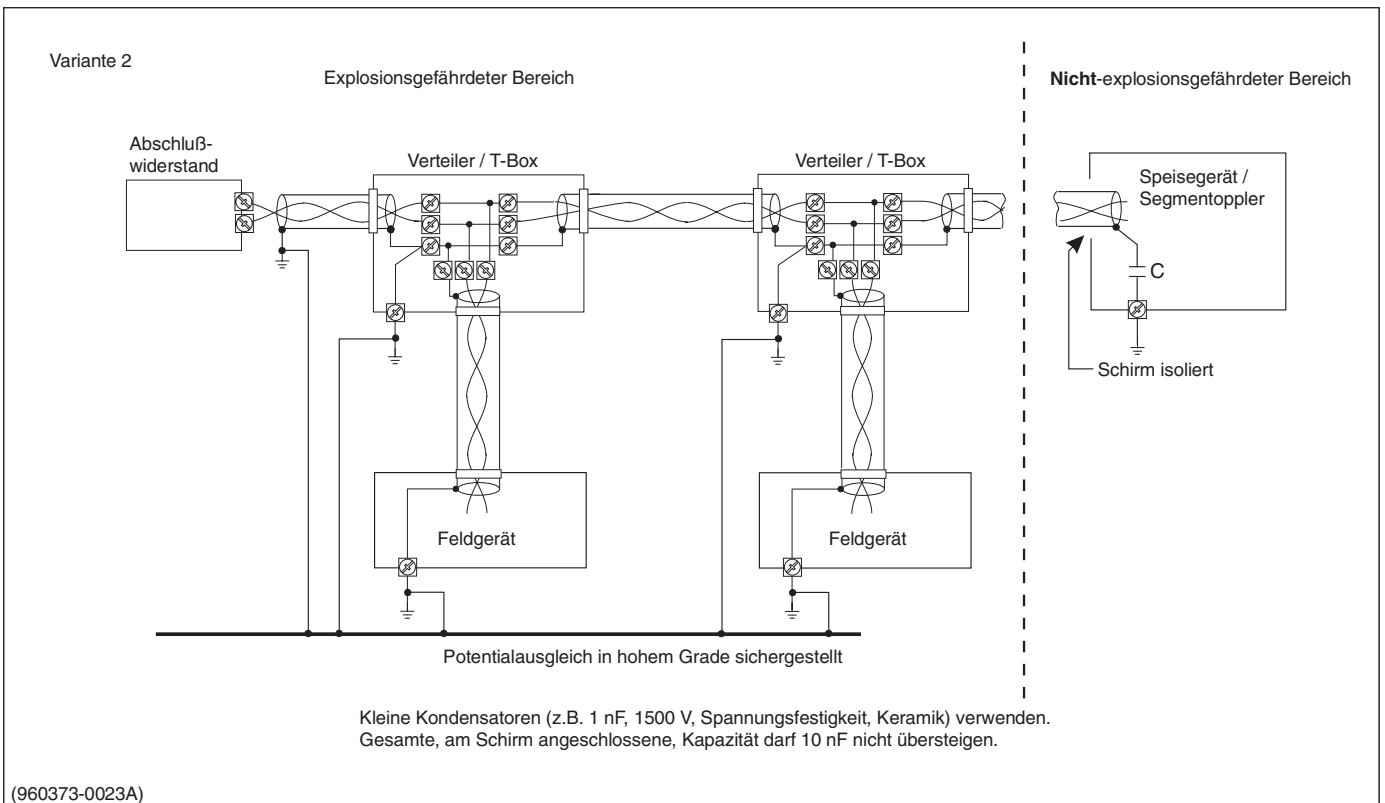 Variante 2
Explosionsgefährdeter Bereich
Nicht-explosionsgefährdeter Bereich
Abschluß-
widerstand
Verteiler / T-Box
Verteiler / T-Box
Speisegerät /
Segmentoppler
C
Schirm isoliert
Feldgerät
Feldgerät
Potentialausgleich in hohem Grade sichergestellt
Kleine Kondensatoren (z.B. 1 nF, 1500 V, Spannungsfestigkeit, Keramik) verwenden.
Gesamte, am Schirm angeschlossene, Kapazität darf 10 nF nicht übersteigen.
(960373-0023A)